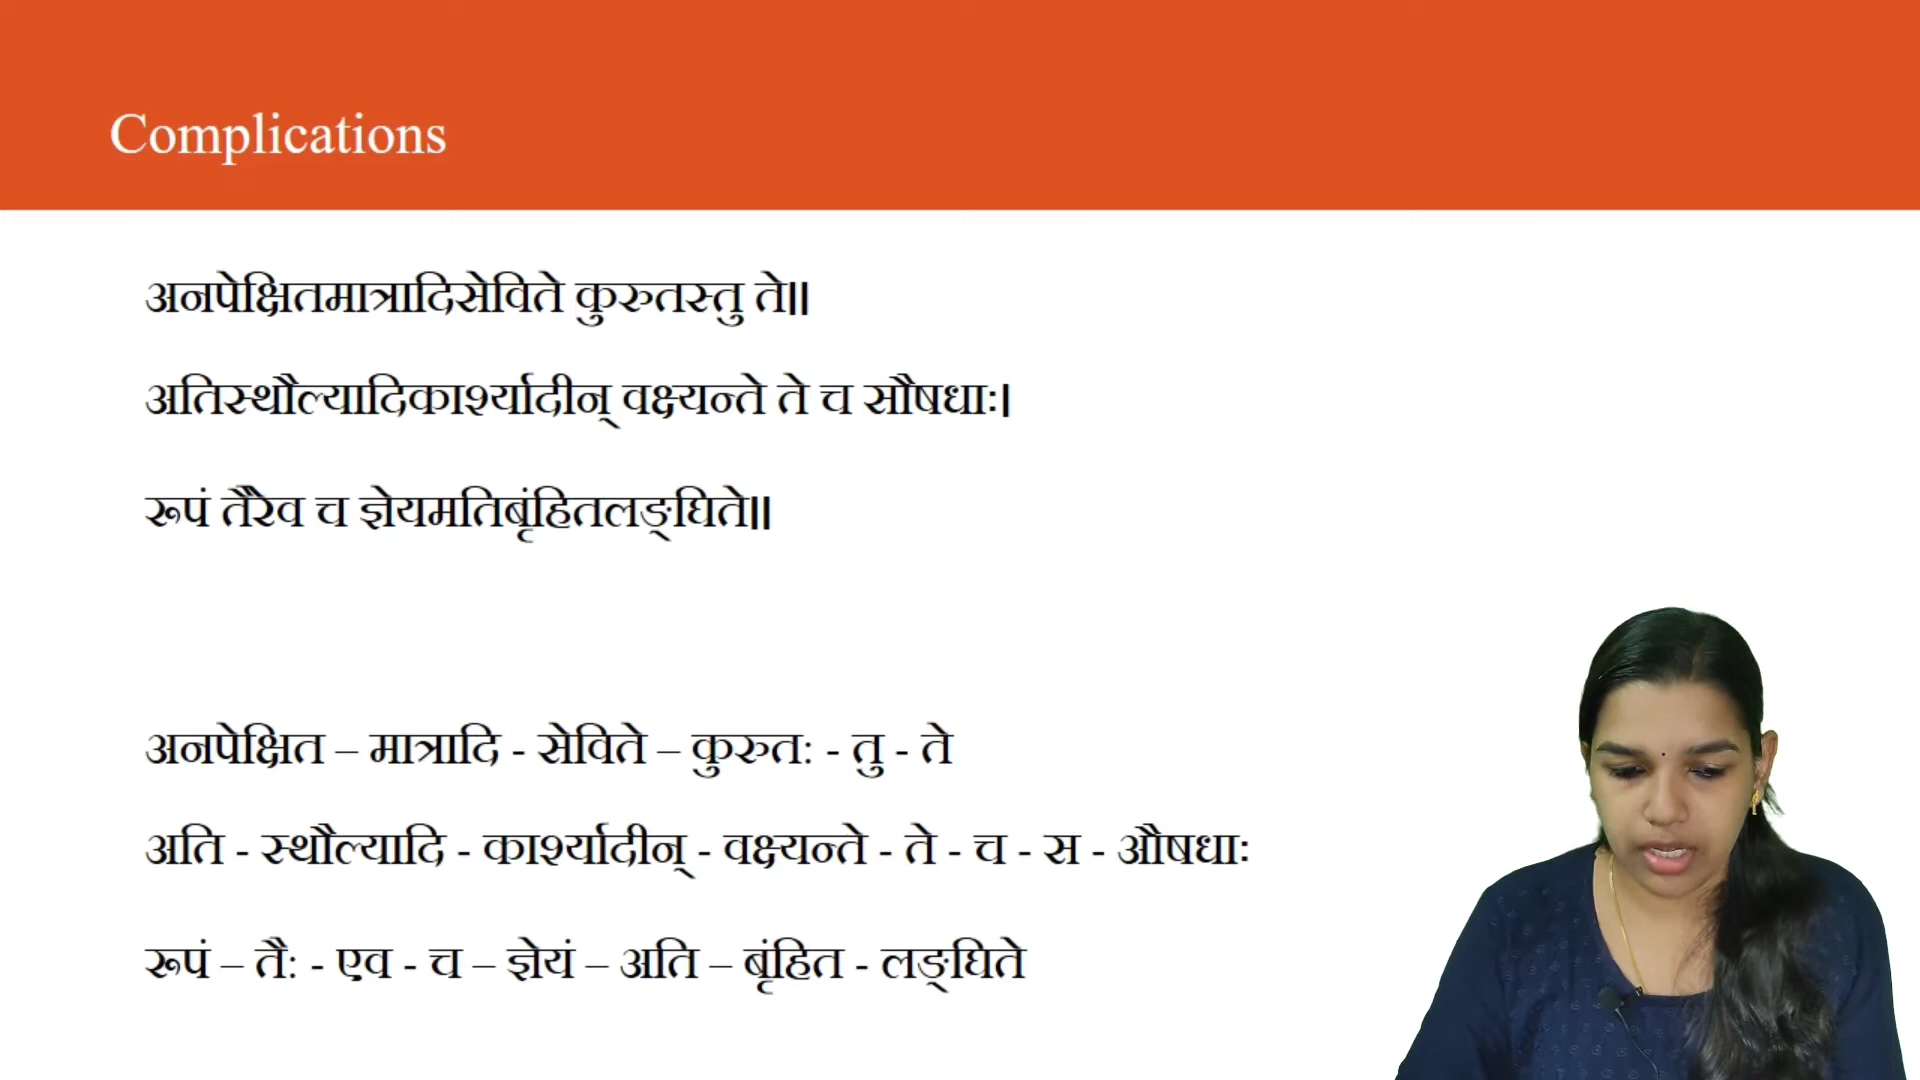 Complications
अनपेक्षितमात्रादिसेविते कुरुतस्तु ते॥
अतिस्थौल्यादिकार्श्यादीन् वक्ष्यन्ते ते च सौषधाः।
रूपं तैरेव च ज्ञेयमतिबृंहितलङ्घिते॥
अनपेक्षित – मात्रादि - सेविते – कुरुतः - तु - ते
अति - स्थौल्यादि - कार्श्यादीन् - वक्ष्यन्ते - ते - च - स - औषधाः
रूपं – तैः - एव - च – ज्ञेयं – अति – बृंहित - लङ्घिते